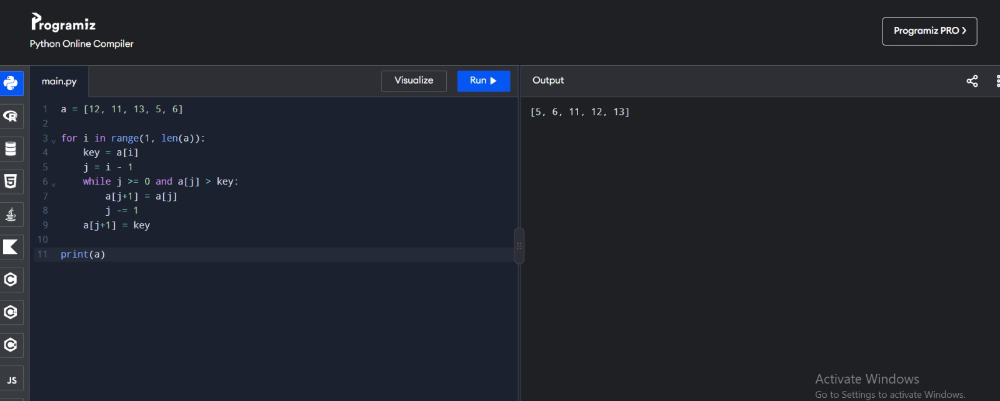 Programiz
Python Online Compiler
Programiz PRO >
main.py
Visualize
Run
Output
1 a = [12, 11, 13, 5, 6]
2
3 for i in range(1, len(a)):
4     key = a[i]
5     j = i - 1
6     while j >= 0 and a[j] > key:
7         a[j+1] = a[j]
8         j -= 1
9     a[j+1] = key
10
11 print(a)
[5, 6, 11, 12, 13]
R
5
C
C
C
JS
Activate Windows
Go to Settings to activate Windows.